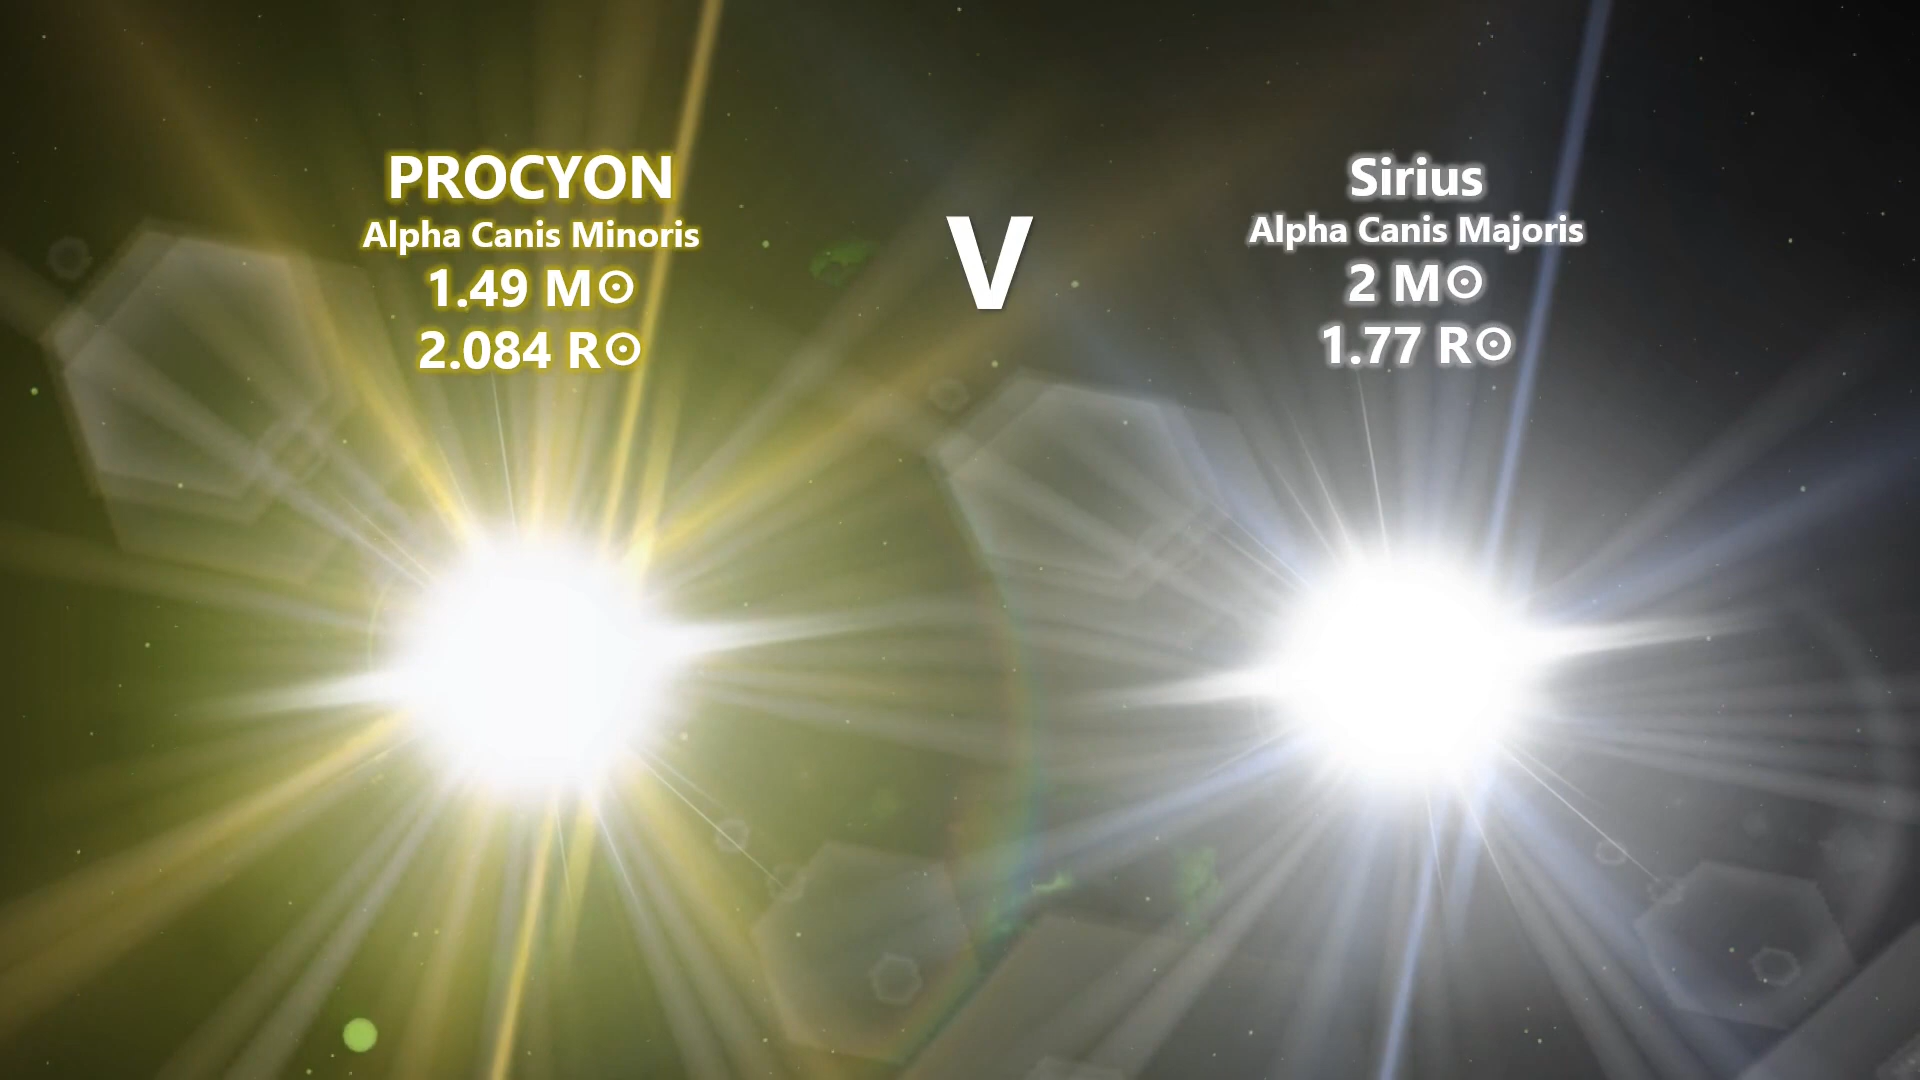 PROCYON
Alpha Canis Minoris
1.49 M☉
2.084 R☉
V
Sirius
Alpha Canis Majoris
2 M☉
1.77 R☉